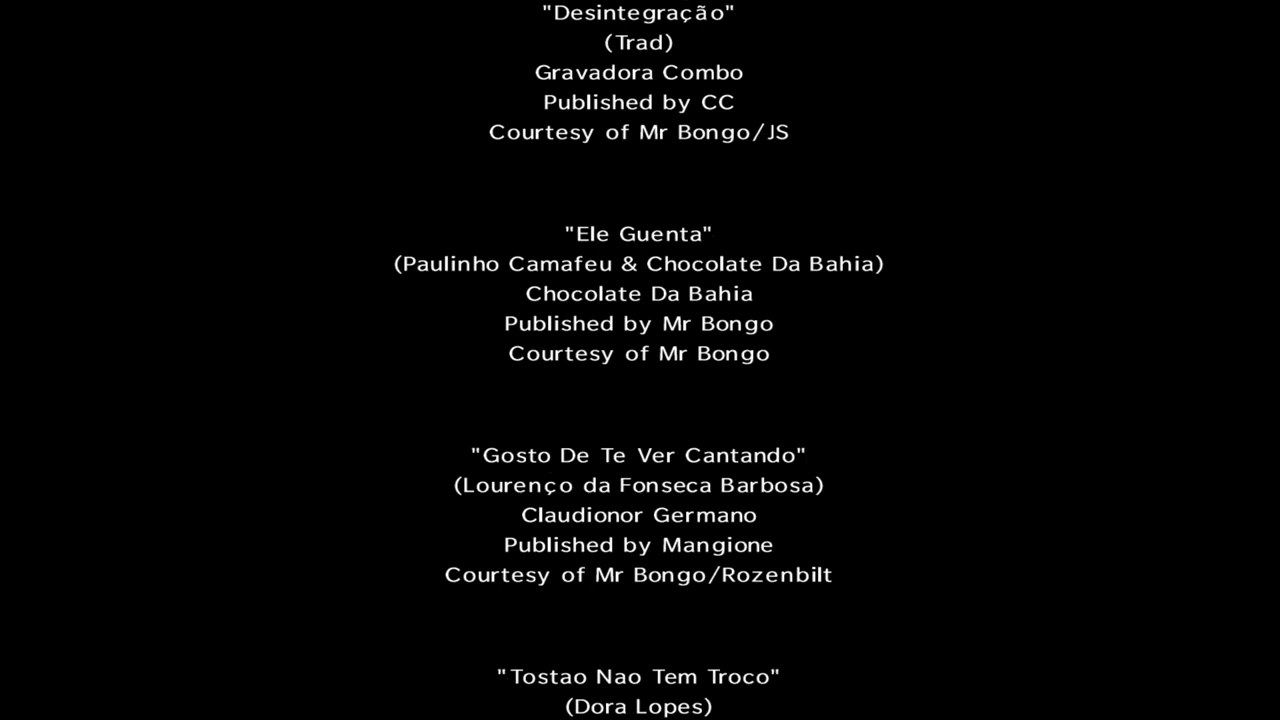 "Desintegração"
(Trad)
Gravadora Combo
Published by CC
Courtesy of Mr Bongo/JS
"Ele Guenta"
(Paulinho Camafeu & Chocolate Da Bahia)
Chocolate Da Bahia
Published by Mr Bongo
Courtesy of Mr Bongo
"Gosto De Te Ver Cantando"
(Lourenço da Fonseca Barbosa)
Claudionor Germano
Published by Mangione
Courtesy of Mr Bongo/Rozenbilt
"Tostao Nao Tem Troco"
(Dora Lopes)